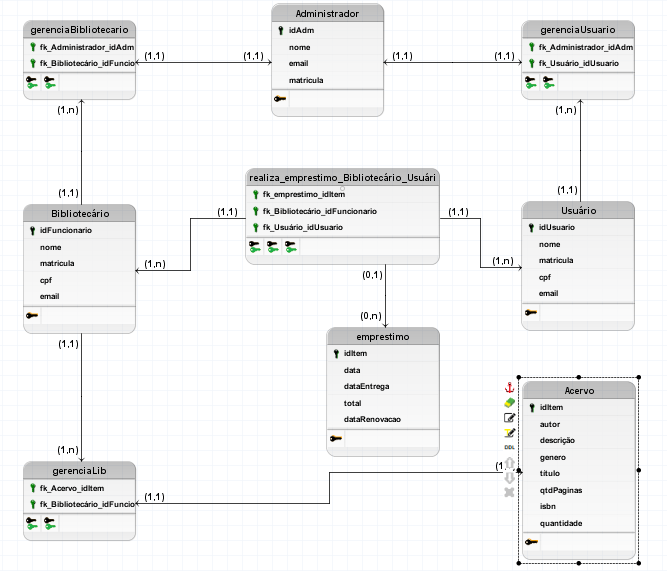 gerenciaBibliotecario
fk_Administrador_idAdm
fk_Bibliotecário_idFuncio
Administrador
idAdm
nome
email
matricula
gerenciaUsuario
fk_Administrador_idAdm
fk_Usuário_idUsuario
(1,1)
(1,1)
(1,1)
(1,1)
(1,n)
(1,n)
(1,1)
(1,1)
Bibliotecário
idFuncionario
nome
matricula
cpf
email
realiza_emprestimo_Bibliotecário_Usuári
fk_emprestimo_idItem
fk_Bibliotecário_idFuncionario
fk_Usuário_idUsuario
Usuário
idUsuario
nome
matricula
cpf
email
(1,1)
(1,n)
(1,1)
(1,n)
(0,1)
(0,n)
emprestimo
idItem
data
dataEntrega
total
dataRenovacao
(1,1)
(1,n)
gerenciaLib
fk_Acervo_idItem
fk_Bibliotecário_idFuncio
(1,1)
Acervo
idItem
autor
descrição
genero
título
qtdPaginas
isbn
quantidade
DDL